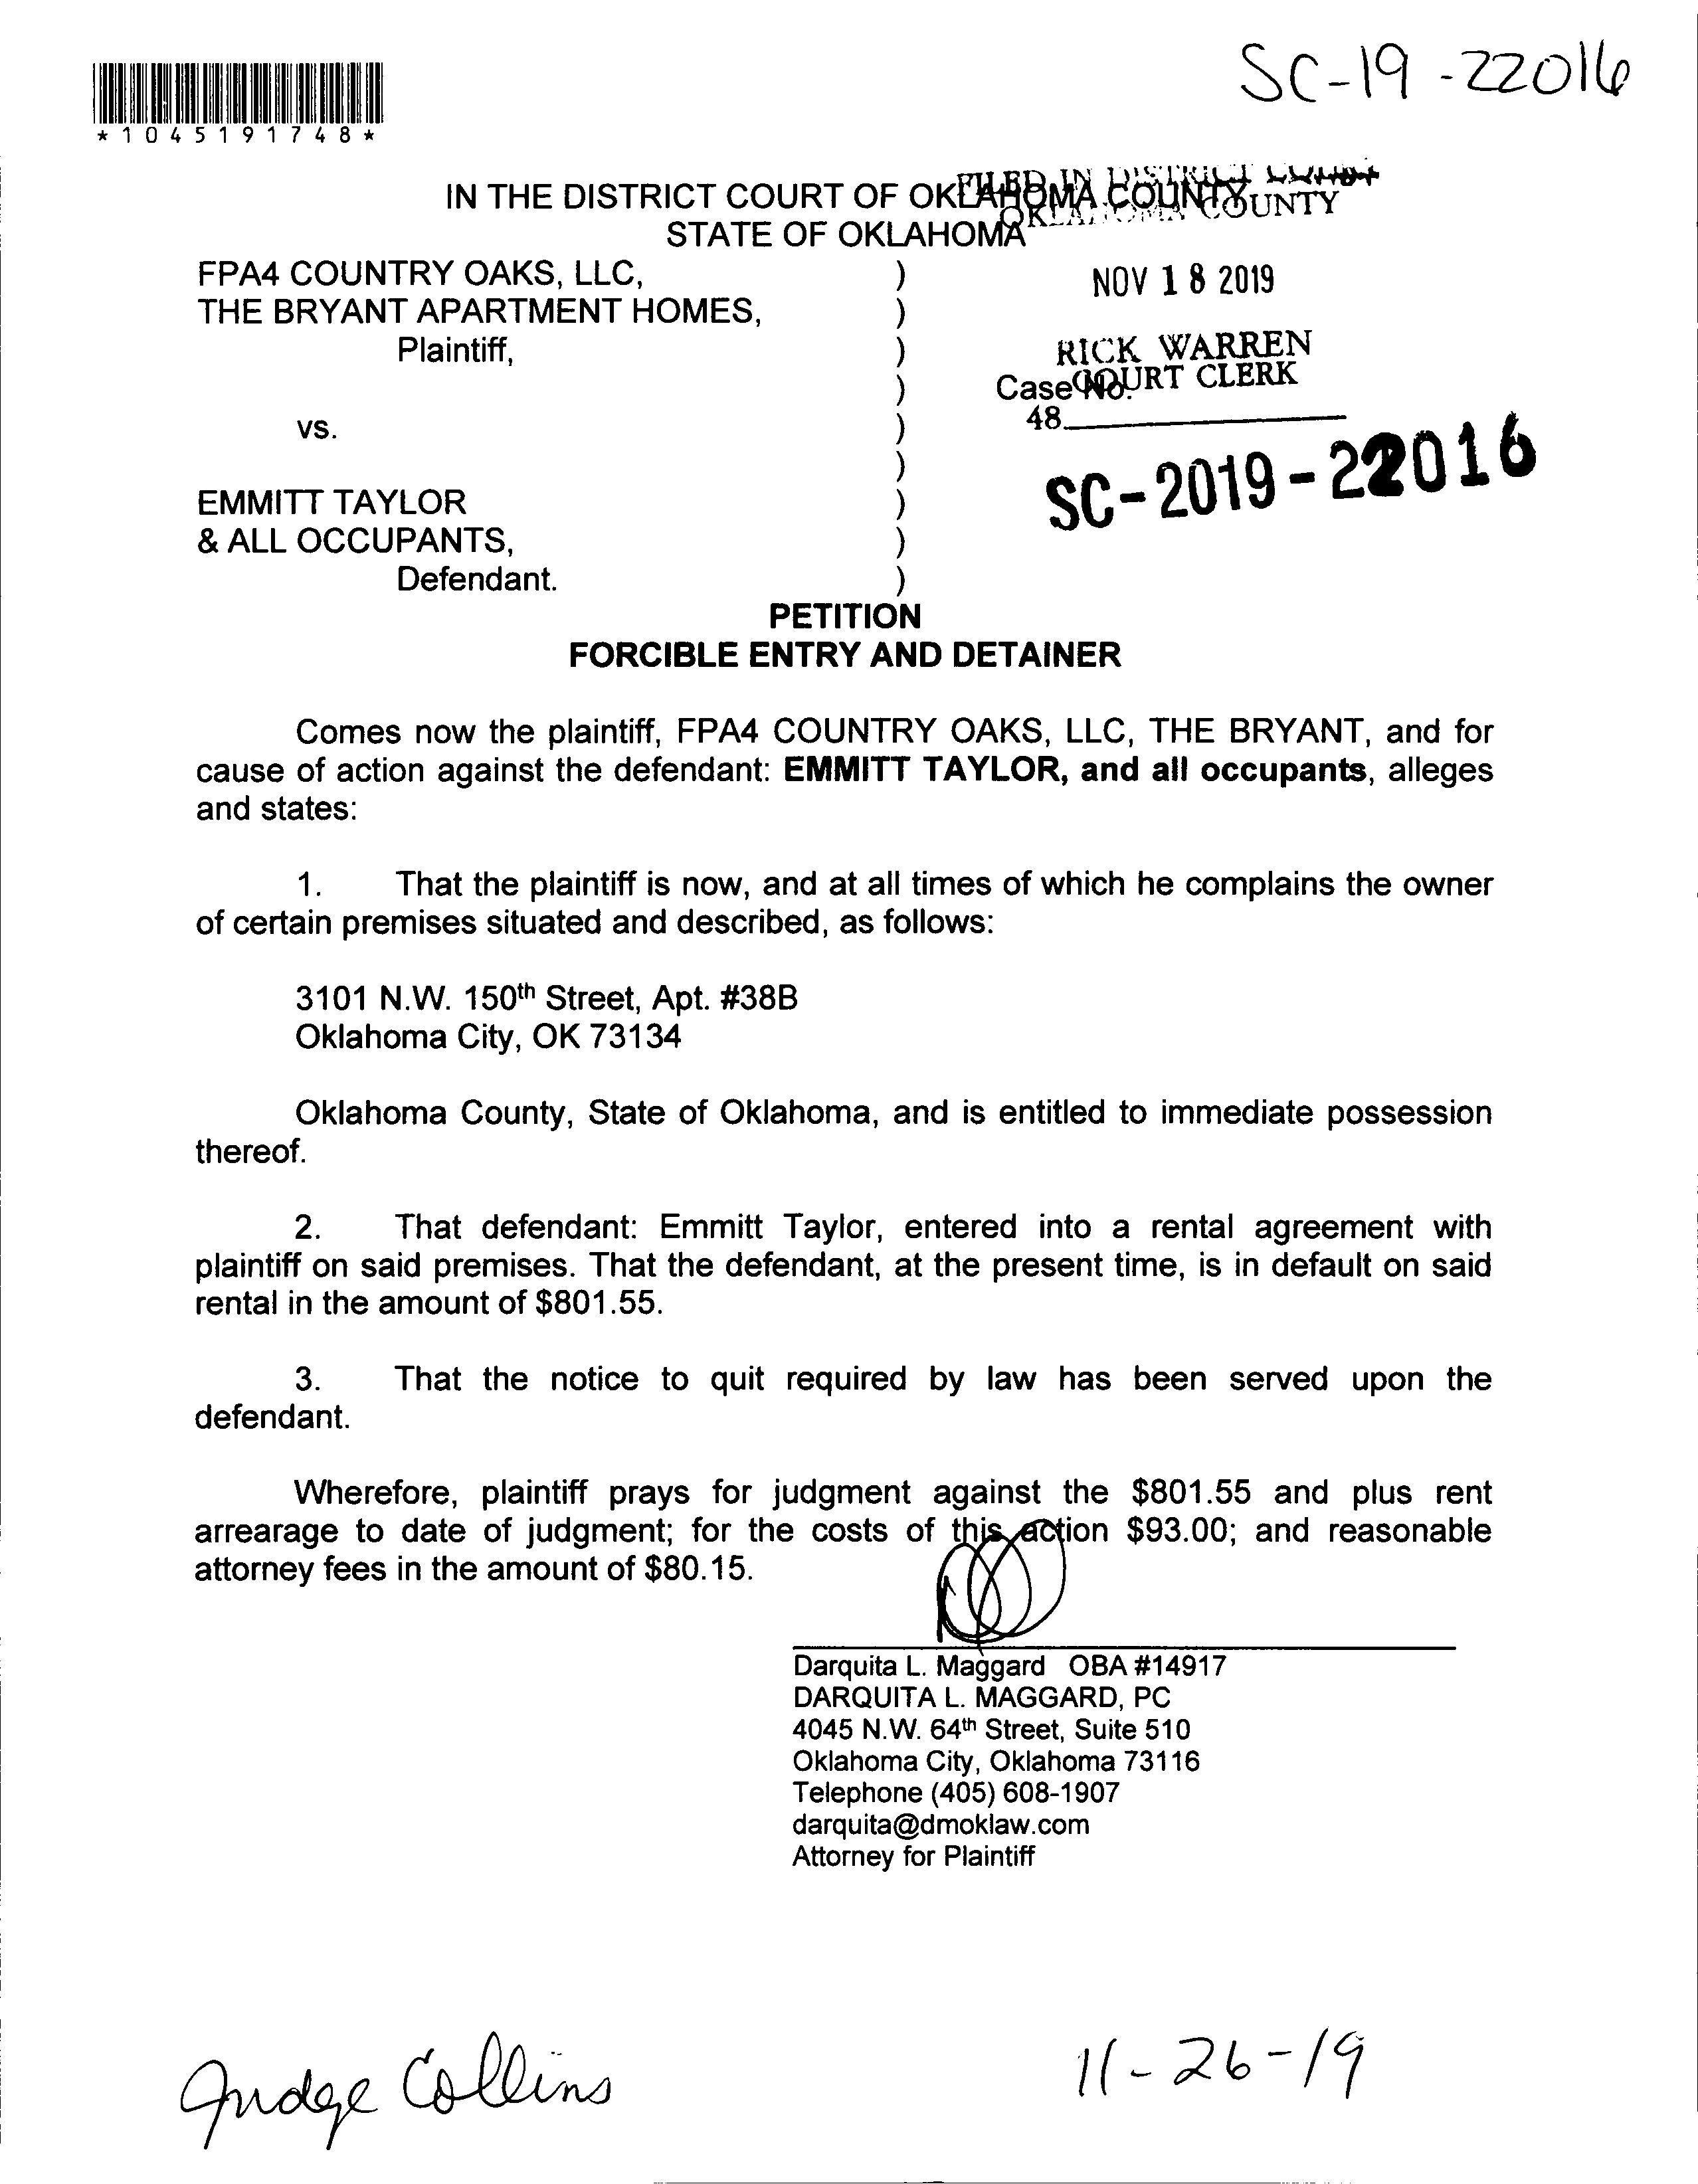 SC-19-22016
*1045191748*
FILED IN DISTRICT COURT
IN THE DISTRICT COURT OF OKLAHOMA COUNTY
OKLAHOMA COUNTY
STATE OF OKLAHOMA
FPA4 COUNTRY OAKS, LLC, )
NOV 18 2019
THE BRYANT APARTMENT HOMES, )
Plaintiff, )
RICK WARREN
COURT CLERK
) Case No.
48
vs. )
)
SC-2019-22016
EMMITT TAYLOR )
& ALL OCCUPANTS, )
Defendant. )
PETITION
FORCIBLE ENTRY AND DETAINER
Comes now the plaintiff, FPA4 COUNTRY OAKS, LLC, THE BRYANT, and for
cause of action against the defendant: EMMITT TAYLOR, and all occupants, alleges
and states:
1. That the plaintiff is now, and at all times of which he complains the owner
of certain premises situated and described, as follows:
3101 N.W. 150th Street, Apt. #38B
Oklahoma City, OK 73134
Oklahoma County, State of Oklahoma, and is entitled to immediate possession
thereof.
2. That defendant: Emmitt Taylor, entered into a rental agreement with
plaintiff on said premises. That the defendant, at the present time, is in default on said
rental in the amount of $801.55.
3. That the notice to quit required by law has been served upon the
defendant.
Wherefore, plaintiff prays for judgment against the $801.55 and plus rent
arrearage to date of judgment; for the costs of this action $93.00; and reasonable
attorney fees in the amount of $80.15.
Darquita L. Maggard OBA #14917
DARQUITA L. MAGGARD, PC
4045 N.W. 64th Street, Suite 510
Oklahoma City, Oklahoma 73116
Telephone (405) 608-1907
darquita@dmoklaw.com
Attorney for Plaintiff
Judge Collins
11-26-19